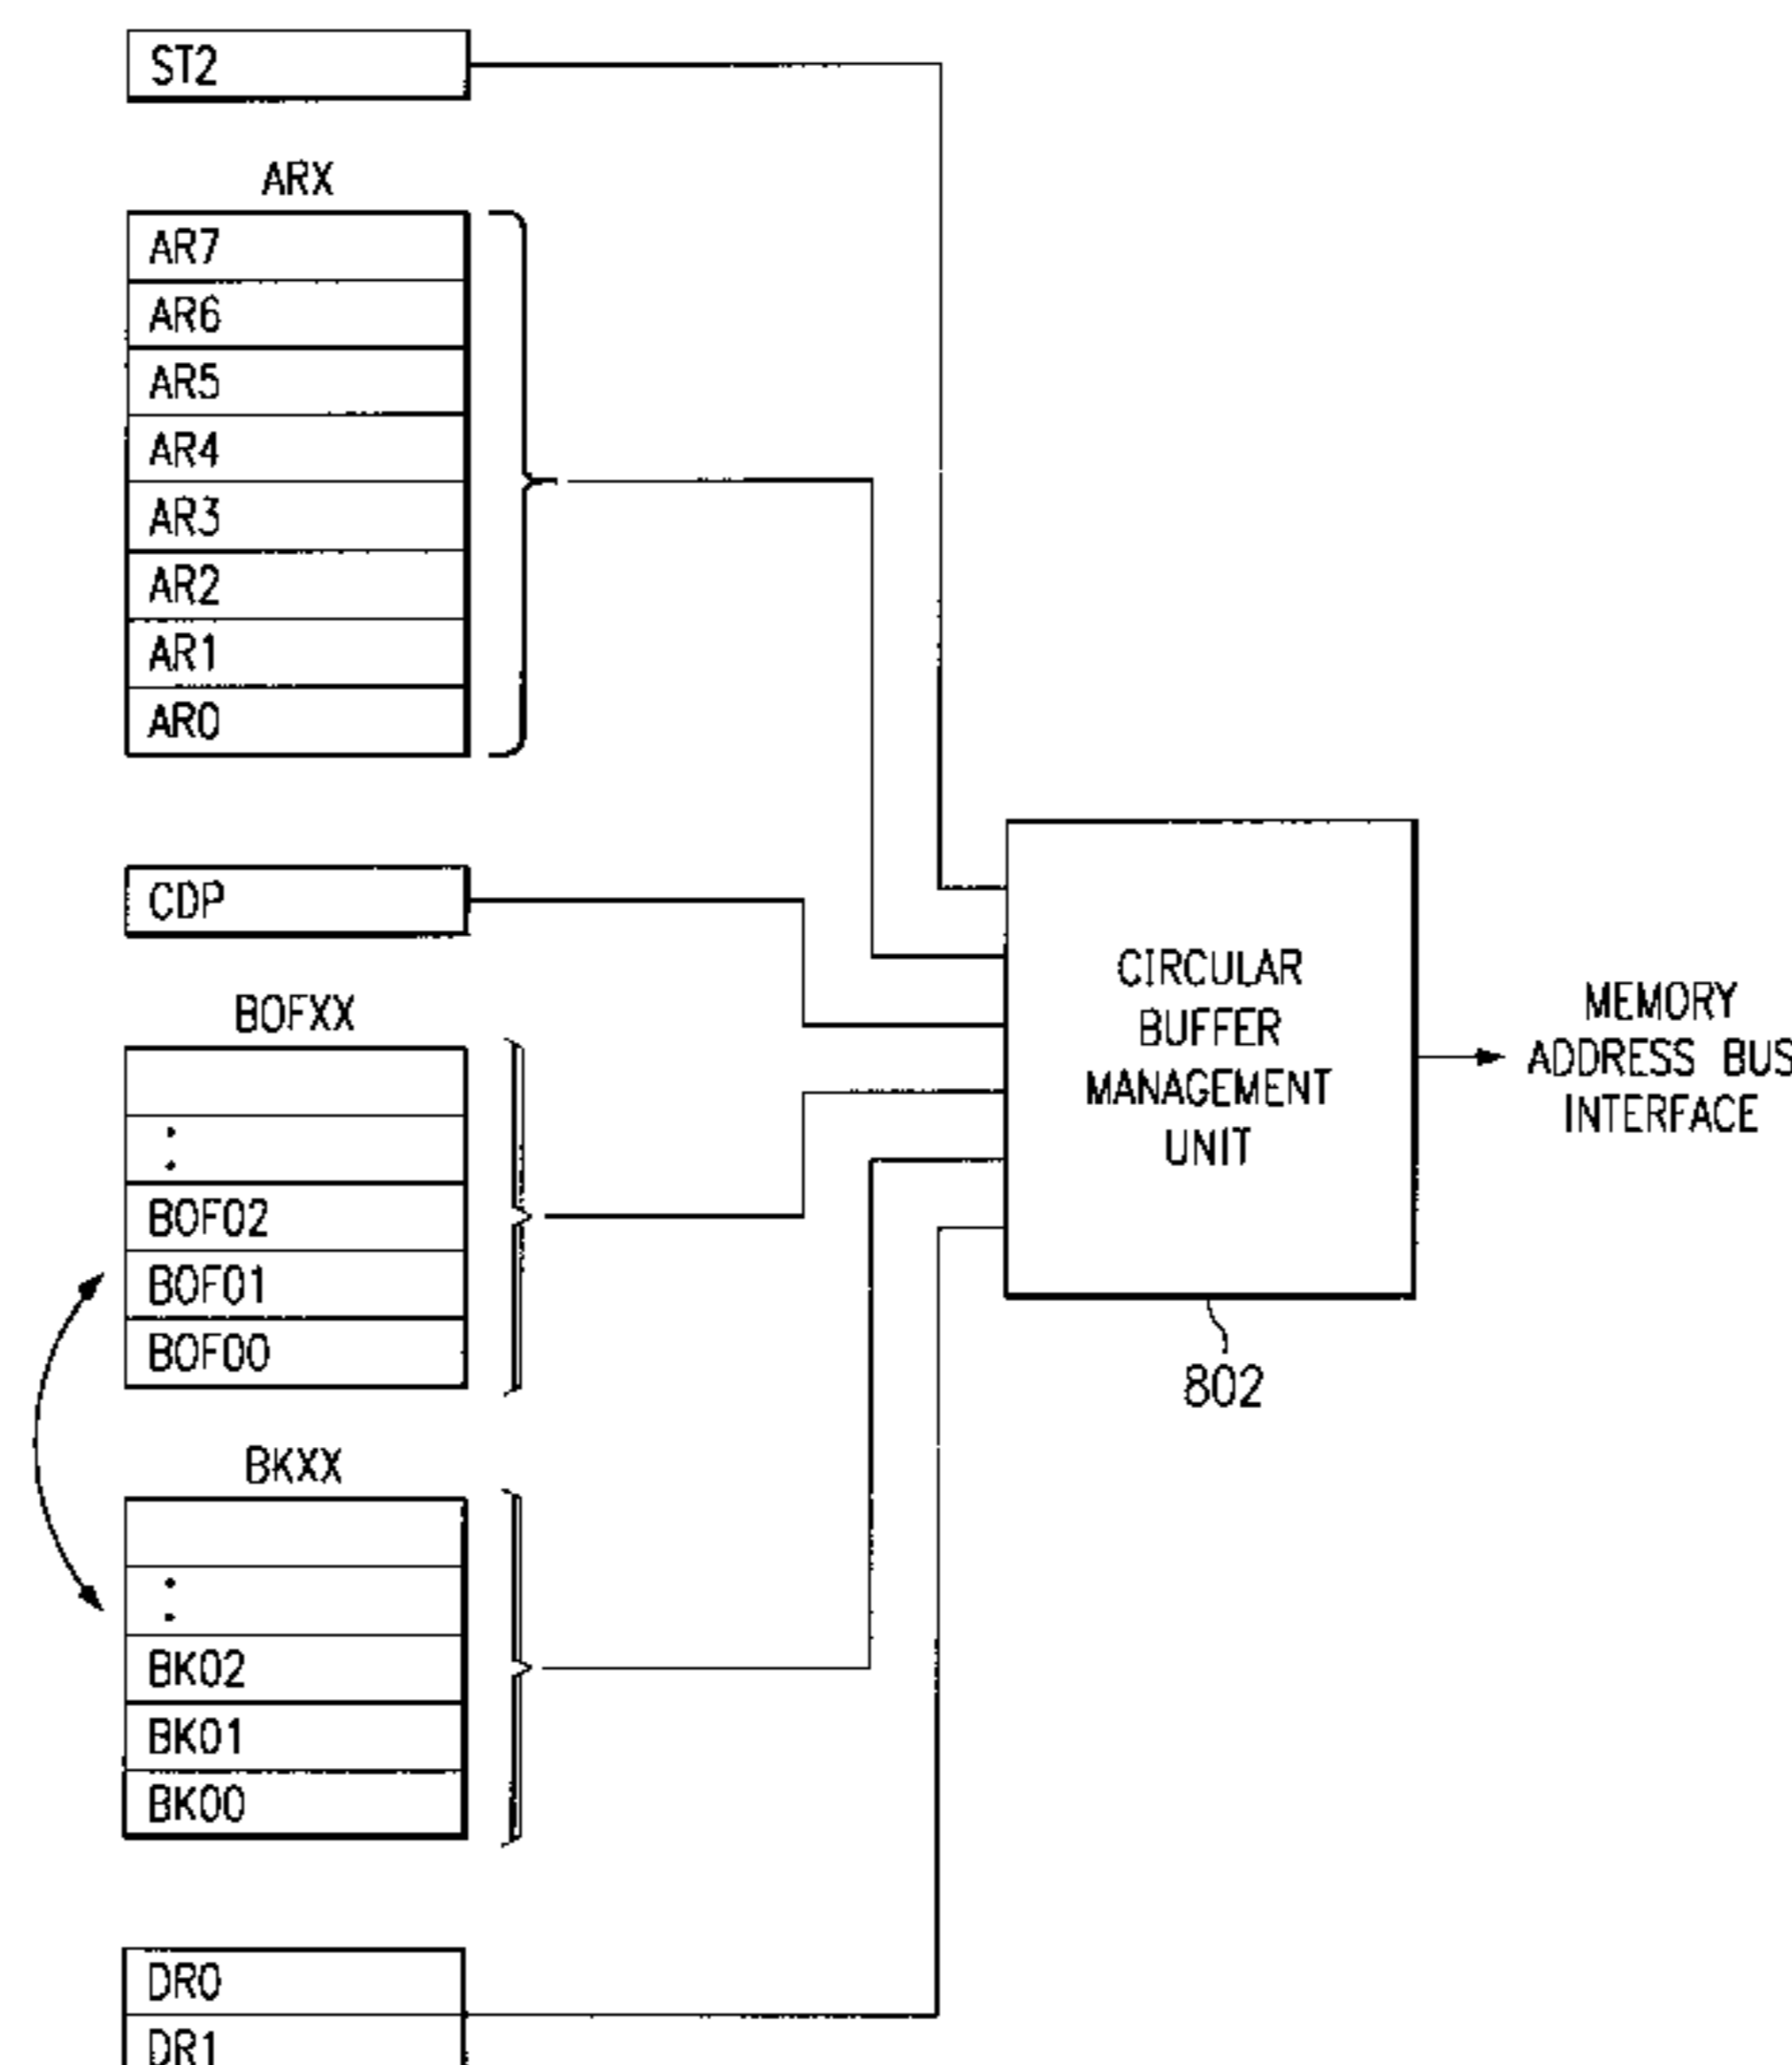 ST2
ARX
AR7
AR6
AR5
AR4
AR3
AR2
AR1
AR0
CDP
BOFXX
:
BOF02
BOF01
BOF00
BKXX
:
BK02
BK01
BK00
DR0
DR1
CIRCULAR
BUFFER
MANAGEMENT
UNIT
802
MEMORY
ADDRESS BUS
INTERFACE